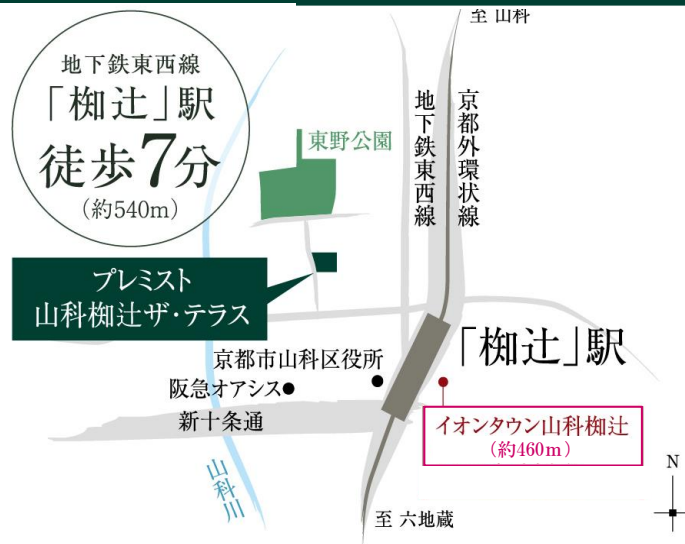 至 山科
地下鉄東西線
「椥辻」駅
徒歩7分
(約540m)
東野公園
地下鉄東西線
京都外環状線
プレミスト
山科椥辻ザ・テラス
「椥辻」駅
京都市山科区役所
阪急オアシス
新十条通
イオンタウン山科椥辻
(約460m)
山科川
至 六地蔵
N